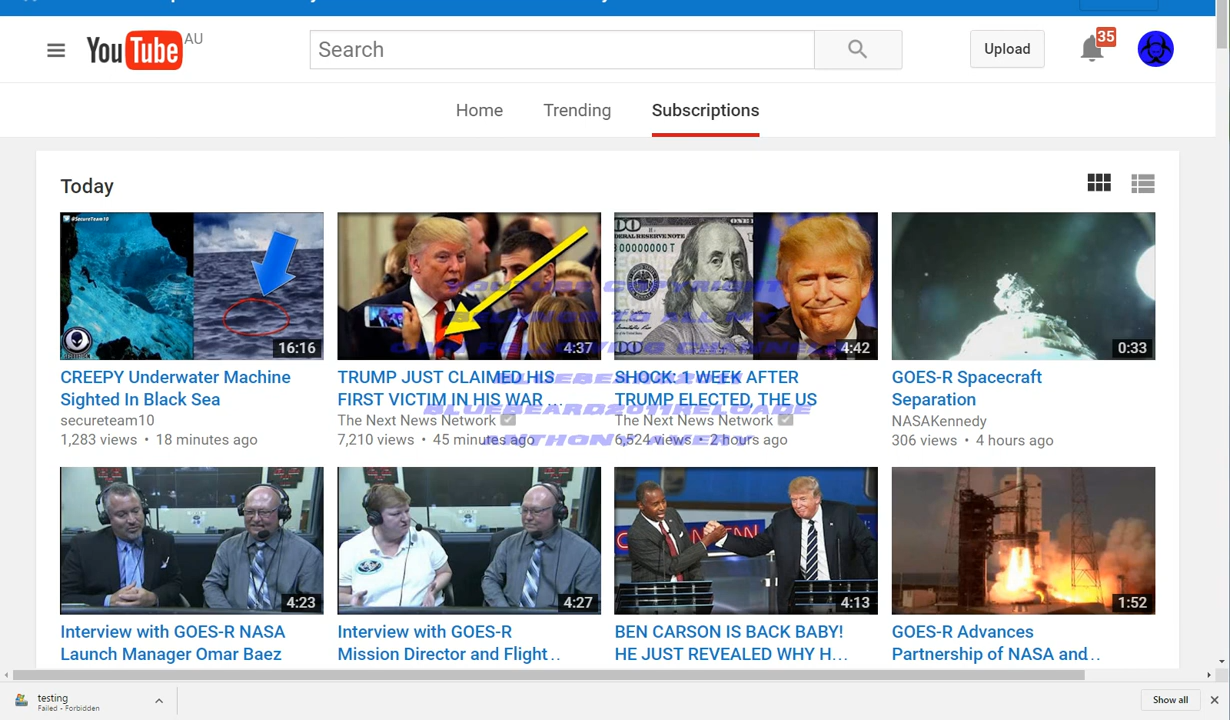 YouTube AU
Search
Upload
35
Home
Trending
Subscriptions
Today
@SecureTeam10
16:16
4:37
4:42
0:33
CREEPY Underwater Machine
Sighted In Black Sea
secureteam10
1,283 views • 18 minutes ago
TRUMP JUST CLAIMED HIS
FIRST VICTIM IN HIS WAR ...
The Next News Network
7,210 views • 45 minutes ago
SHOCK: 1 WEEK AFTER
TRUMP ELECTED, THE US
The Next News Network
6,524 views • 2 hours ago
GOES-R Spacecraft
Separation
NASAKennedy
306 views • 4 hours ago
YOUTUBE COPYRIGHT
TO ALL MY
4:23
4:27
4:13
1:52
Interview with GOES-R NASA
Launch Manager Omar Baez
Interview with GOES-R
Mission Director and Flight..
BEN CARSON IS BACK BABY!
HE JUST REVEALED WHY H...
GOES-R Advances
Partnership of NASA and..
testing
Failed - Forbidden
Show all